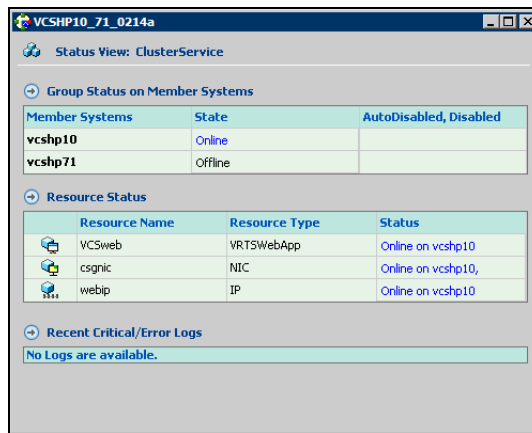 VCSHP10_71_0214a
Status View: ClusterService
Group Status on Member Systems
Member Systems State AutoDisabled, Disabled
vcshp10 Online
vcshp71 Offline
Resource Status
Resource Name Resource Type Status
VCSweb VRTSWebApp Online on vcshp10
csgnic NIC Online on vcshp10,
webip IP Online on vcshp10
Recent Critical/Error Logs
No Logs are available.